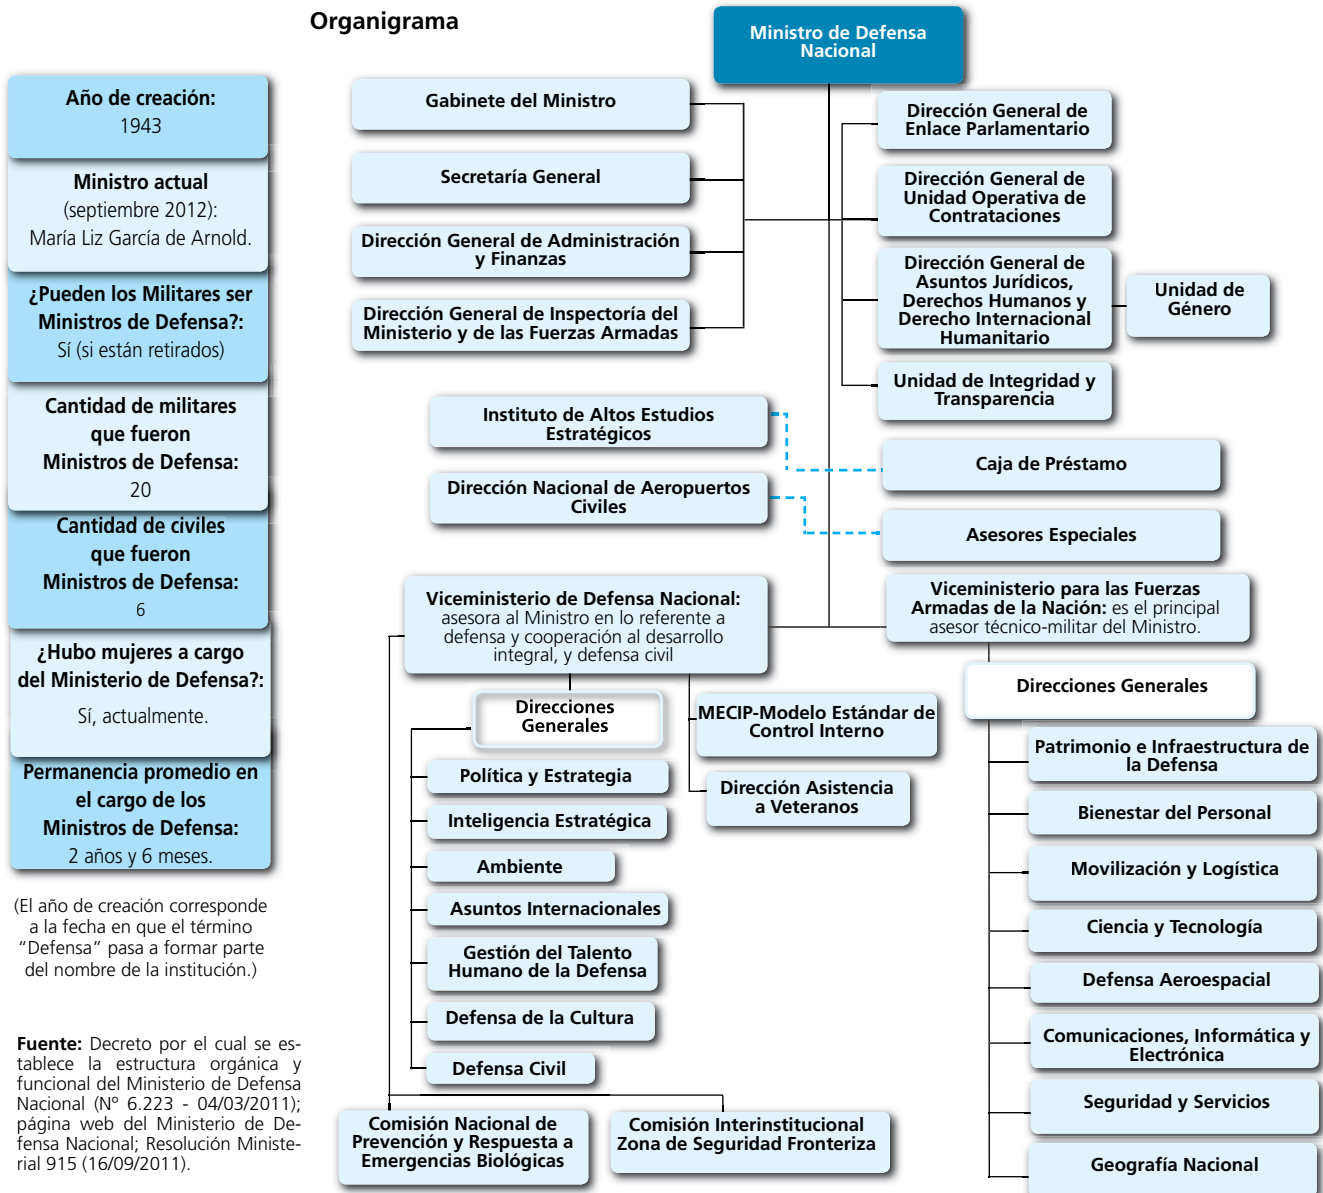 Organigrama
Ministro de Defensa
Nacional
Año de creación:
1943
Ministro actual
(septiembre 2012):
María Liz García de Arnold.
¿Pueden los Militares ser
Ministros de Defensa?:
Sí (si están retirados)
Cantidad de militares
que fueron
Ministros de Defensa:
20
Cantidad de civiles
que fueron
Ministros de Defensa:
6
¿Hubo mujeres a cargo
del Ministerio de Defensa?:
Sí, actualmente.
Permanencia promedio en
el cargo de los
Ministros de Defensa:
2 años y 6 meses.
(El año de creación corresponde
a la fecha en que el término
“Defensa” pasa a formar parte
del nombre de la institución.)
Fuente: Decreto por el cual se es-
tablece la estructura orgánica y
funcional del Ministerio de Defensa
Nacional (Nº 6.223 - 04/03/2011);
página web del Ministerio de De-
fensa Nacional; Resolución Ministe-
rial 915 (16/09/2011).
Gabinete del Ministro
Secretaría General
Dirección General de Administración
y Finanzas
Dirección General de Inspectoría del
Ministerio y de las Fuerzas Armadas
Dirección General de
Enlace Parlamentario
Dirección General de
Unidad Operativa de
Contrataciones
Dirección General de
Asuntos Jurídicos,
Derechos Humanos y
Derecho Internacional
Humanitario
Unidad de
Género
Unidad de Integridad y
Transparencia
Instituto de Altos Estudios
Estratégicos
Caja de Préstamo
Dirección Nacional de Aeropuertos
Civiles
Asesores Especiales
Viceministerio de Defensa Nacional:
asesora al Ministro en lo referente a
defensa y cooperación al desarrollo
integral, y defensa civil
Direcciones
Generales
Política y Estrategia
Inteligencia Estratégica
Ambiente
Asuntos Internacionales
Gestión del Talento
Humano de la Defensa
Defensa de la Cultura
Defensa Civil
MECIP-Modelo Estándar de
Control Interno
Dirección Asistencia
a Veteranos
Comisión Nacional de
Prevención y Respuesta a
Emergencias Biológicas
Comisión Interinstitucional
Zona de Seguridad Fronteriza
Viceministerio para las Fuerzas
Armadas de la Nación: es el principal
asesor técnico-militar del Ministro.
Direcciones Generales
Patrimonio e Infraestructura de
la Defensa
Bienestar del Personal
Movilización y Logística
Ciencia y Tecnología
Defensa Aeroespacial
Comunicaciones, Informática y
Electrónica
Seguridad y Servicios
Geografía Nacional